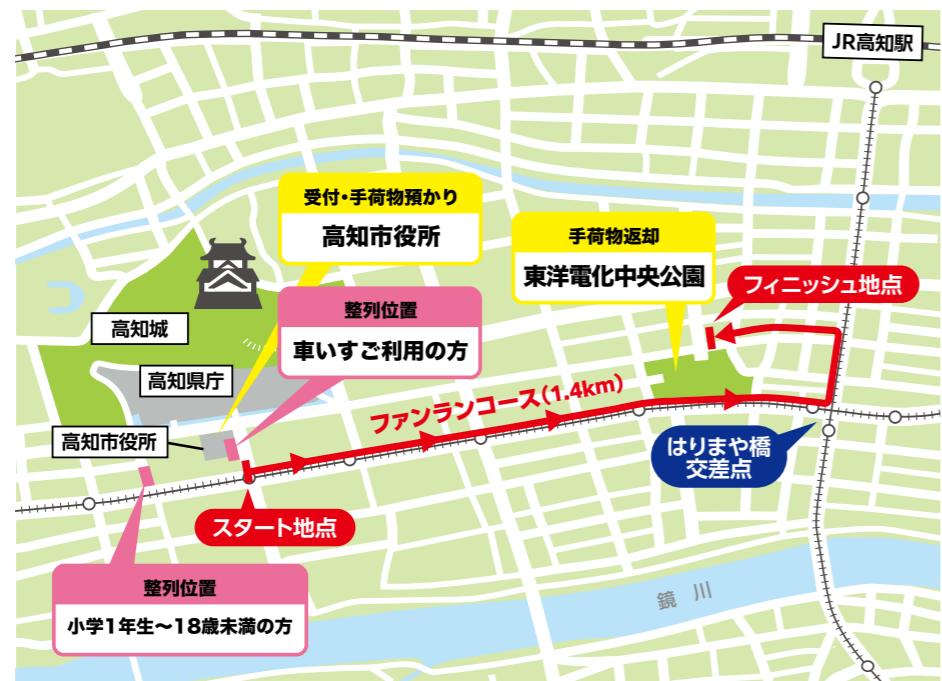 JR高知駅
受付・手荷物預かり
高知市役所
手荷物返却
東洋電化中央公園
フィニッシュ地点
整列位置
車いすご利用の方
高知城
高知県庁
ファンランコース(1.4km)
高知市役所
はりまや橋
交差点
スタート地点
整列位置
小学1年生〜18歳未満の方
鏡川